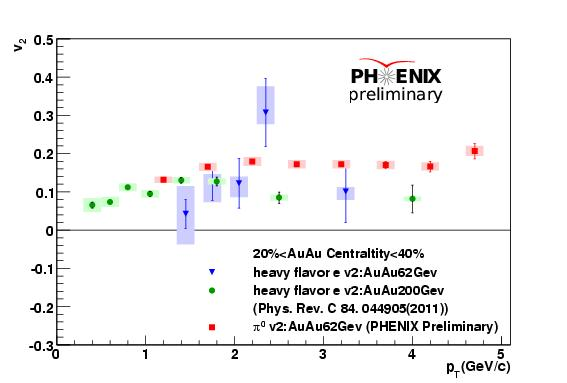 v2
0.5
0.4
0.3
0.2
0.1
0
-0.1
-0.2
-0.3
PHENIX
preliminary
20%<AuAu Centraltity<40%
heavy flavor e v2:AuAu62Gev
heavy flavor e v2:AuAu200Gev
(Phys. Rev. C 84. 044905(2011))
π⁰ v2:AuAu62Gev (PHENIX Preliminary)
0 1 2 3 4 5
pT(GeV/c)